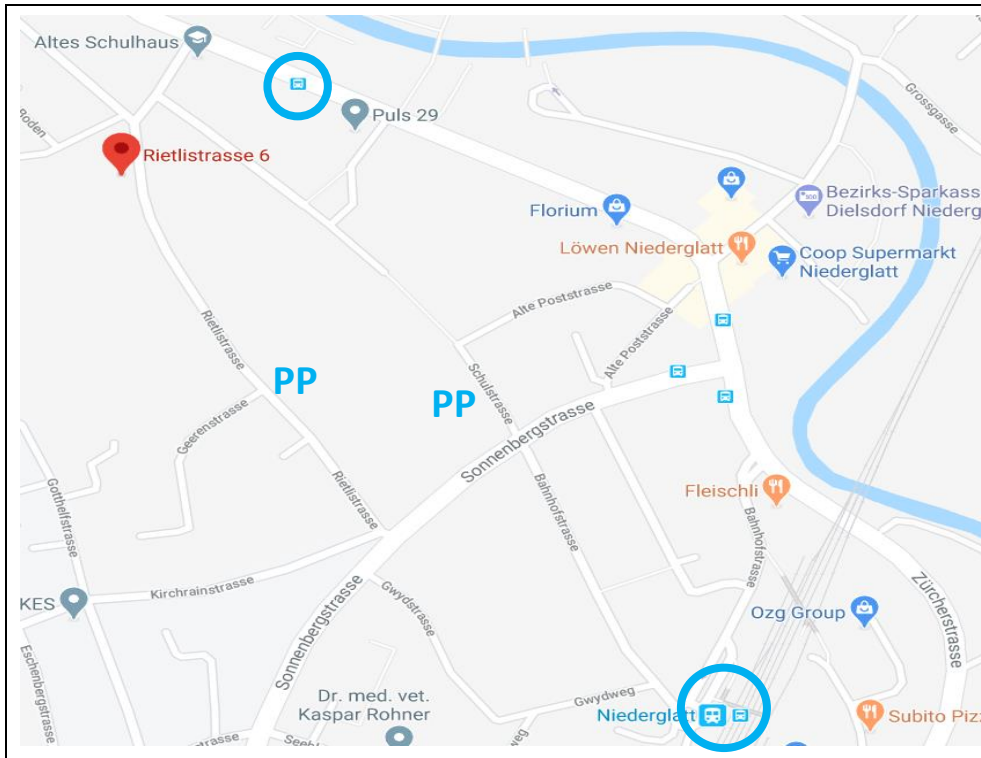 Altes Schulhaus
Puls 29
Grossgasse
Roden
Rietlistrasse 6
Bezirks-Sparkass
Dielsdorf Niederg
Florium
Löwen Niederglatt
Coop Supermarkt
Niederglatt
Alte Poststrasse
Rietlistrasse
Alte Poststrasse
Schulstrasse
PP
PP
Geerenstrasse
Sonnenbergstrasse
Gotthelfstrasse
Rietlistrasse
Bahnhofstrasse
Fleischli
Bahnhofstrasse
Zürcherstrasse
Kirchrainstrasse
KES
Gwydstrasse
Ozg Group
Sonnenbergstrasse
Eschenbergstrasse
Dr. med. vet.
Kaspar Rohner
Gwydweg
Niederglatt
Subito Piz